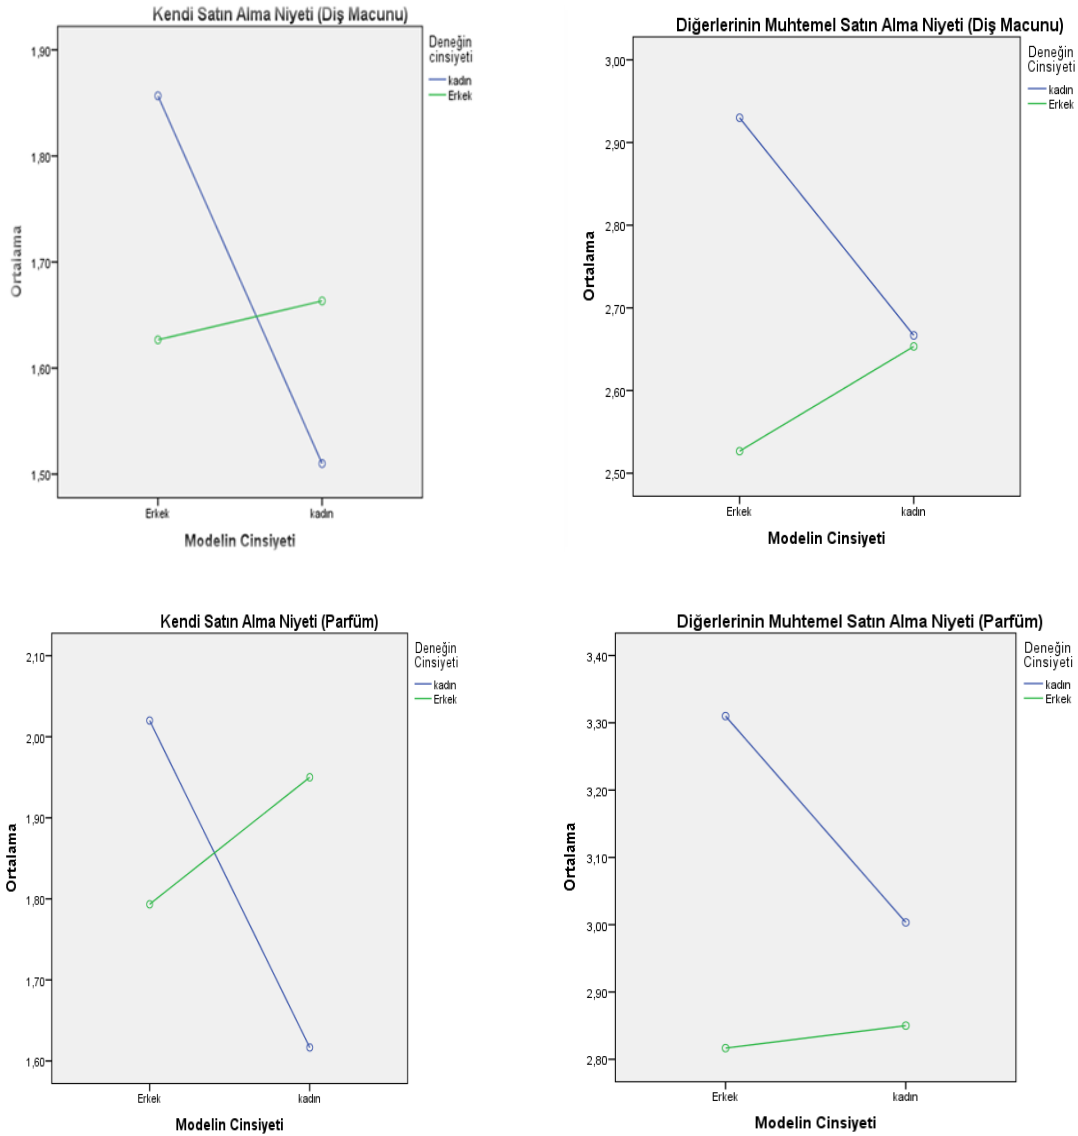 Kendi Satın Alma Niyeti (Diş Macunu)
Deneğin
cinsiyeti
kadın
Erkek
1,90
1,80
1,70
1,60
1,50
Ortalama
Erkek
kadın
Modelin Cinsiyeti
Diğerlerinin Muhtemel Satın Alma Niyeti (Diş Macunu)
Deneğin
Cinsiyeti
kadın
Erkek
3,00
2,90
2,80
2,70
2,60
2,50
Ortalama
Erkek
kadın
Modelin Cinsiyeti
Kendi Satın Alma Niyeti (Parfüm)
Deneğin
Cinsiyeti
kadın
Erkek
2,10
2,00
1,90
1,80
1,70
1,60
Ortalama
Erkek
kadın
Modelin Cinsiyeti
Diğerlerinin Muhtemel Satın Alma Niyeti (Parfüm)
Deneğin
Cinsiyeti
kadın
Erkek
3,40
3,30
3,20
3,10
3,00
2,90
2,80
Ortalama
Erkek
kadın
Modelin Cinsiyeti